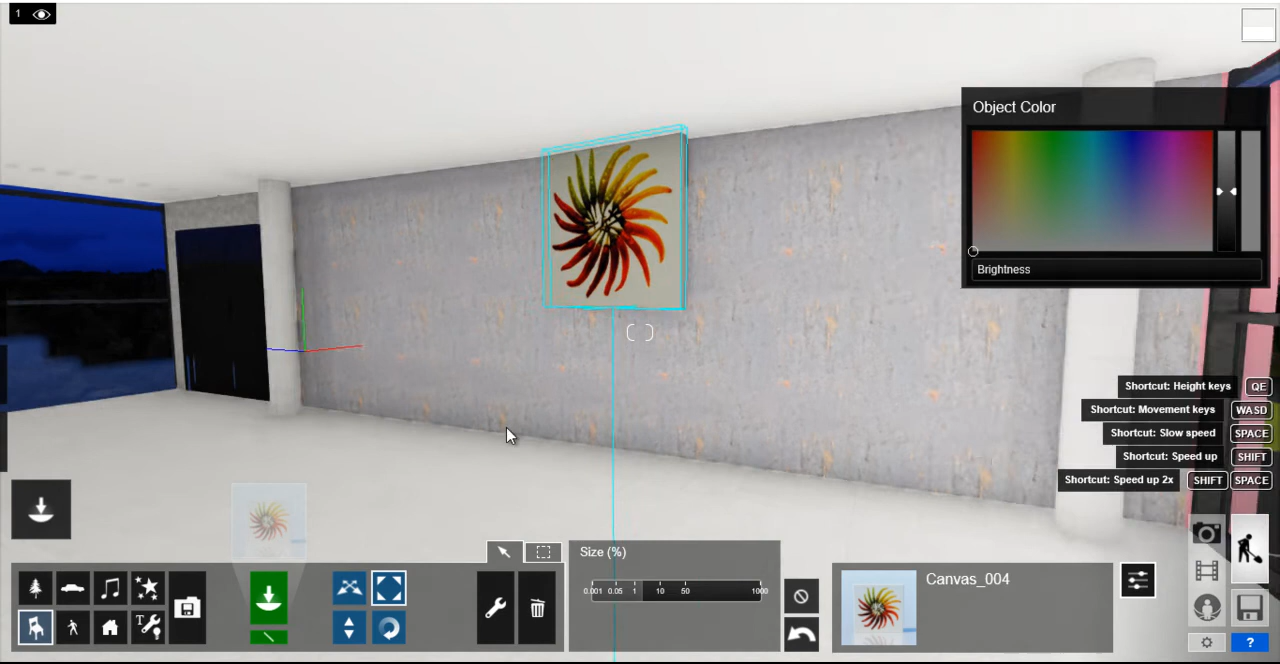 1
Object Color
Brightness
Shortcut: Height keys QE
Shortcut: Movement keys WASD
Shortcut: Slow speed SPACE
Shortcut: Speed up SHIFT
Shortcut: Speed up 2x SHIFT SPACE
Size (%)
0.001 0.05 1 10 50 1000
Canvas_004
T
?